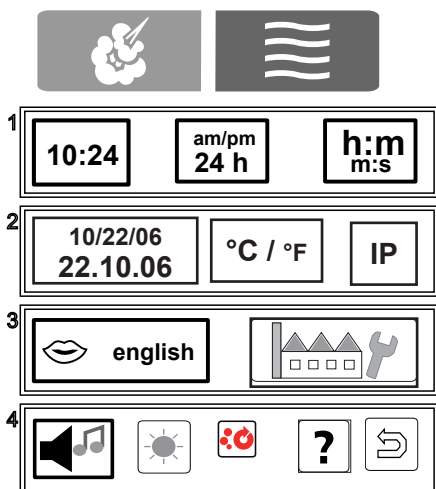 1
10:24
am/pm
24 h
h:m
m:s
2
10/22/06
22.10.06
°C / °F
IP
3
english
4
?